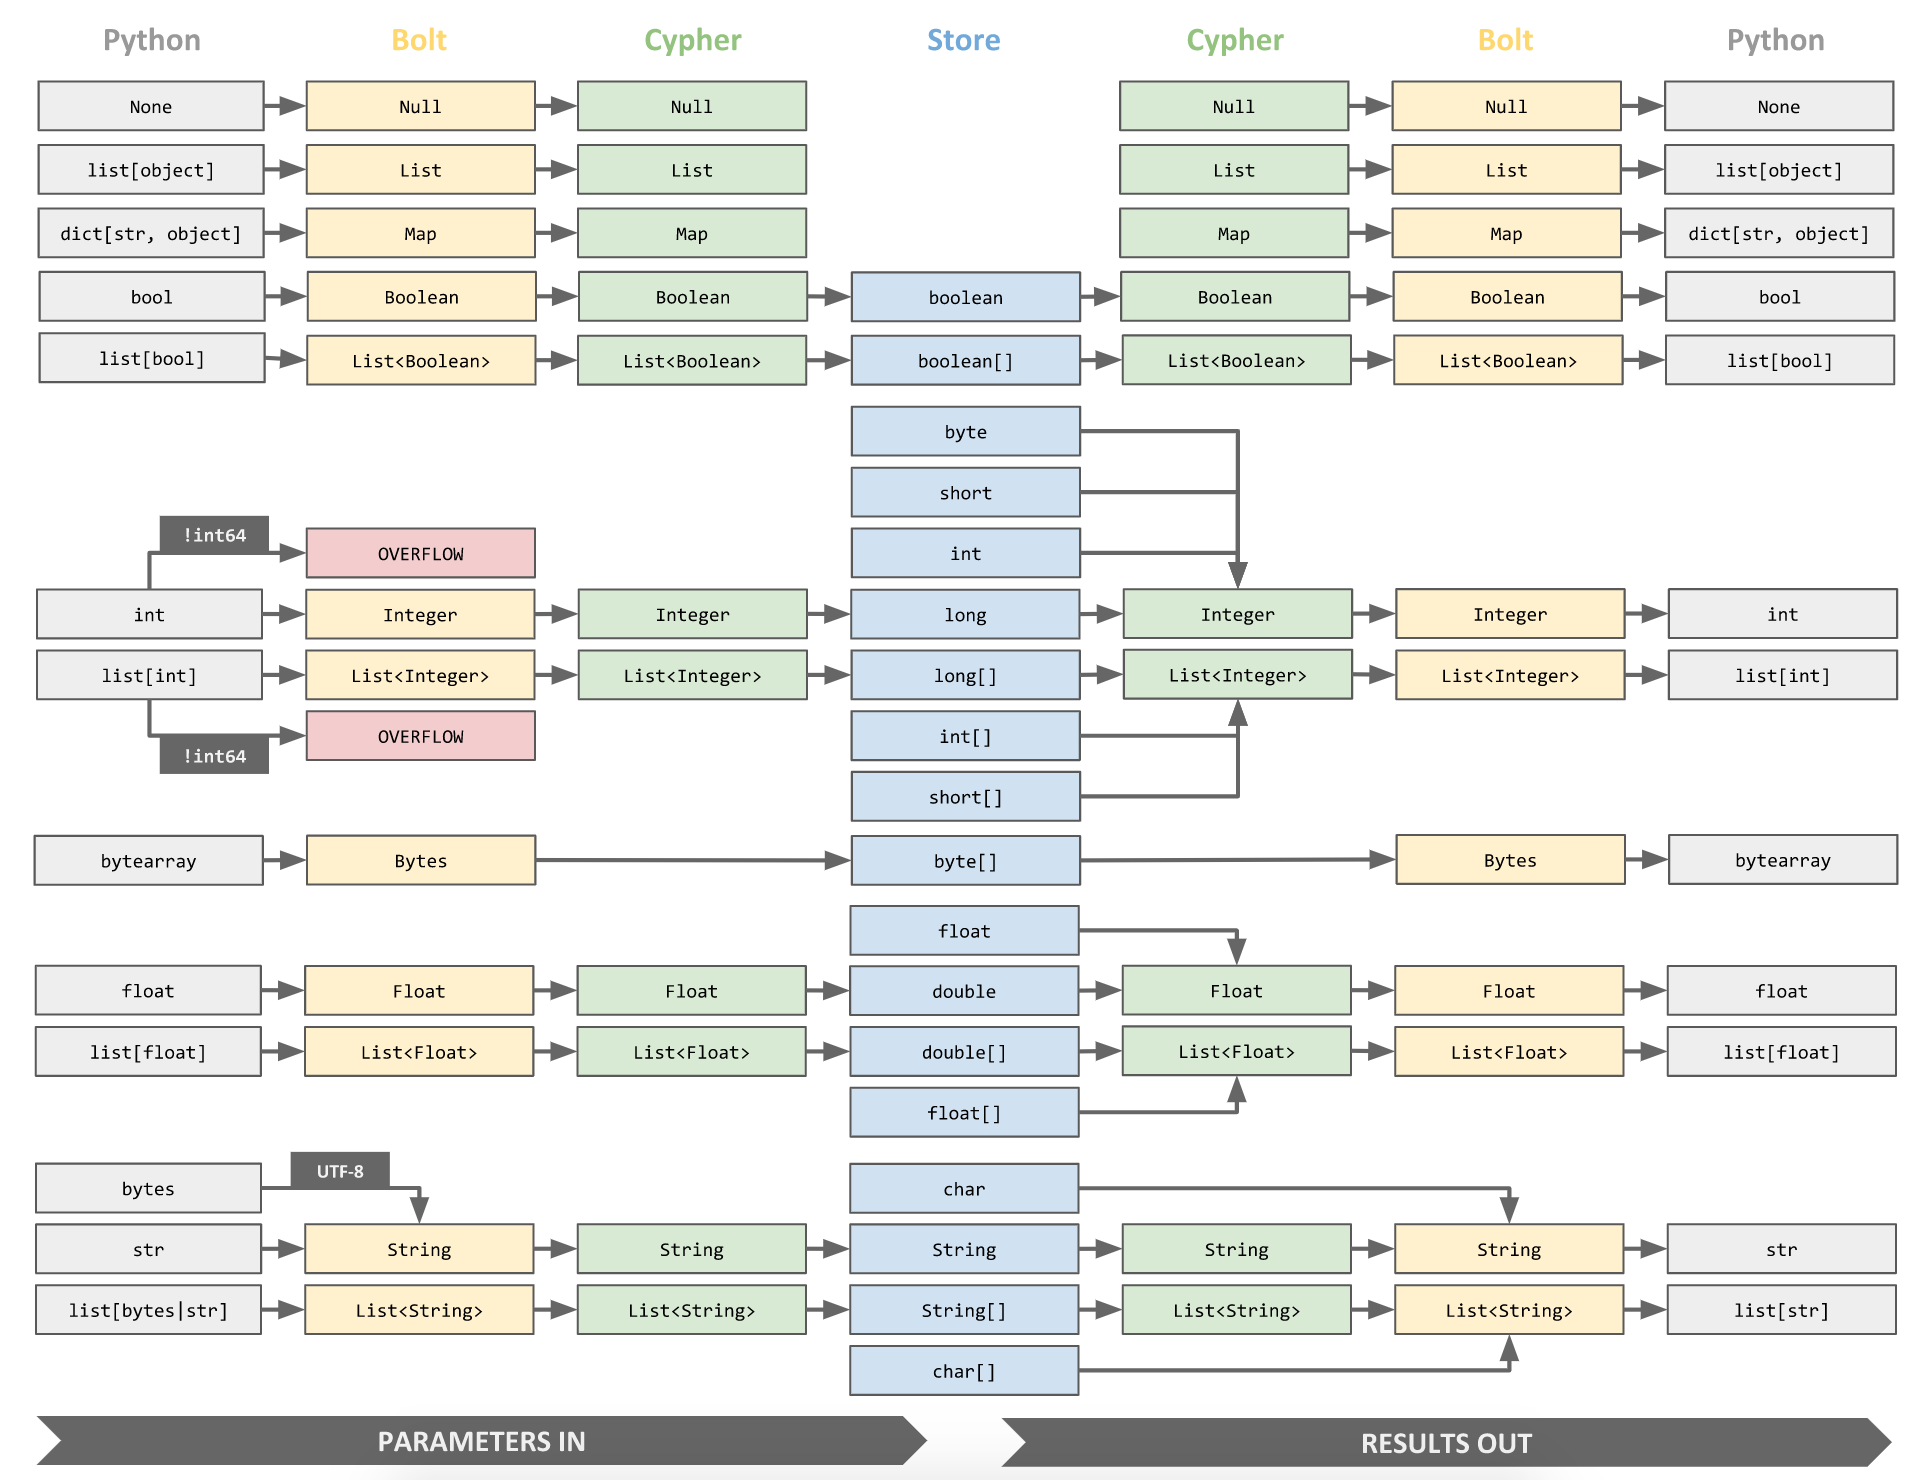 Python Bolt Cypher Store Cypher Bolt Python
None Null Null Null Null None
list[object] List List List List list[object]
dict[str, object] Map Map Map Map dict[str, object]
bool Boolean Boolean boolean Boolean Boolean bool
list[bool] List<Boolean> List<Boolean> boolean[] List<Boolean> List<Boolean> list[bool]
byte
short
!int64
OVERFLOW int
int Integer Integer long Integer Integer int
list[int] List<Integer> List<Integer> long[] List<Integer> List<Integer> list[int]
OVERFLOW int[]
!int64
short[]
bytearray Bytes byte[] Bytes bytearray
float
float Float Float double Float Float float
list[float] List<Float> List<Float> double[] List<Float> List<Float> list[float]
float[]
UTF-8
bytes char
str String String String String String str
list[bytes|str] List<String> List<String> String[] List<String> List<String> list[str]
char[]
PARAMETERS IN RESULTS OUT